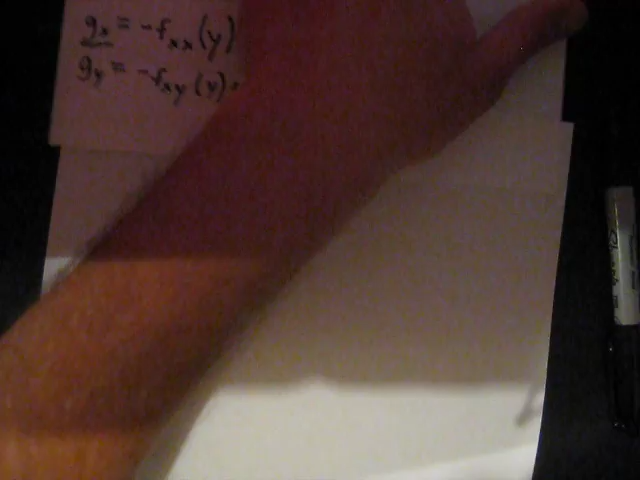 gx = -fxx(y)
gy = -fxy(y)